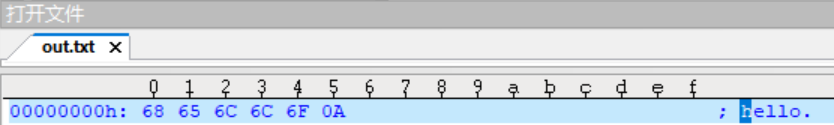 打开文件
out.txt ×
0 1 2 3 4 5 6 7 8 9 a b c d e f
00000000h: 68 65 6C 6C 6F 0A ; hello.